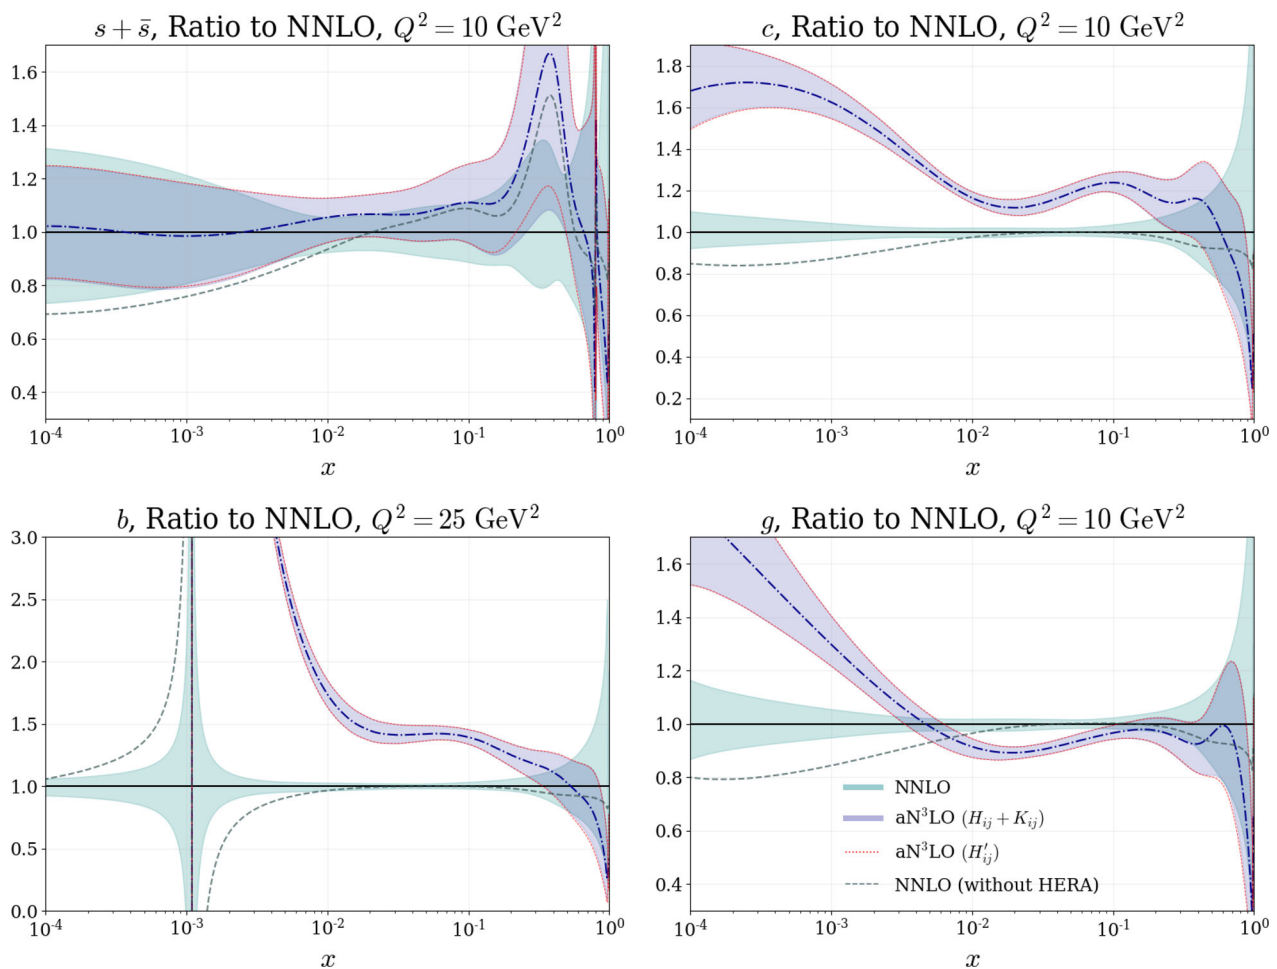 s + s̄, Ratio to NNLO, Q² = 10 GeV²
1.6
1.4
1.2
1.0
0.8
0.6
0.4
10⁻⁴ 10⁻³ 10⁻² 10⁻¹ 10⁰
x
c, Ratio to NNLO, Q² = 10 GeV²
1.8
1.6
1.4
1.2
1.0
0.8
0.6
0.4
0.2
10⁻⁴ 10⁻³ 10⁻² 10⁻¹ 10⁰
x
b, Ratio to NNLO, Q² = 25 GeV²
3.0
2.5
2.0
1.5
1.0
0.5
0.0
10⁻⁴ 10⁻³ 10⁻² 10⁻¹ 10⁰
x
g, Ratio to NNLO, Q² = 10 GeV²
1.6
1.4
1.2
1.0
0.8
0.6
0.4
NNLO
aN³LO (Hᵢⱼ + Kᵢⱼ)
aN³LO (H′ᵢⱼ)
NNLO (without HERA)
10⁻⁴ 10⁻³ 10⁻² 10⁻¹ 10⁰
x